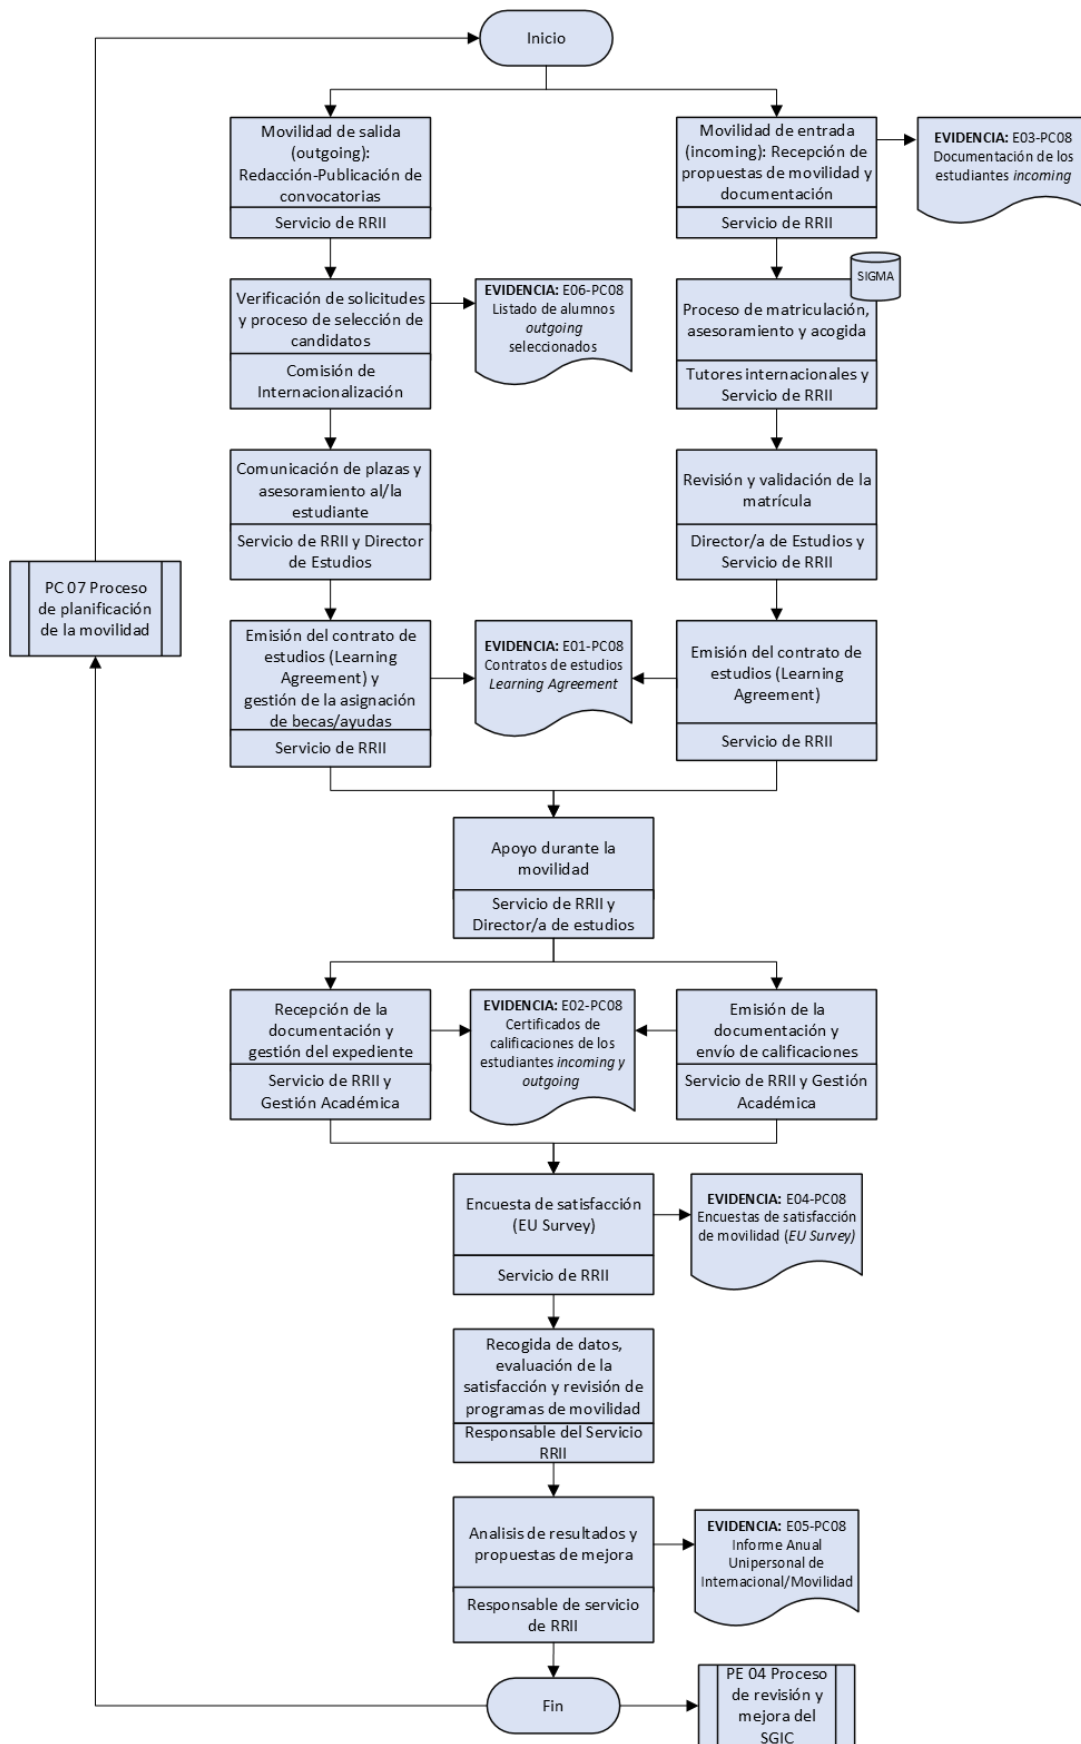 Inicio
Movilidad de salida
(outgoing):
Redacción-Publicación de
convocatorias
Servicio de RRII
Movilidad de entrada
(incoming): Recepción de
propuestas de movilidad y
documentación
Servicio de RRII
EVIDENCIA: E03-PC08
Documentación de los
estudiantes incoming
SIGMA
Verificación de solicitudes
y proceso de selección de
candidatos
Comisión de
Internacionalización
EVIDENCIA: E06-PC08
Listado de alumnos
outgoing
seleccionados
Proceso de matriculación,
asesoramiento y acogida
Tutores internacionales y
Servicio de RRII
Comunicación de plazas y
asesoramiento al/la
estudiante
Servicio de RRII y Director
de Estudios
Revisión y validación de la
matrícula
Director/a de Estudios y
Servicio de RRII
PC 07 Proceso
de planificación
de la movilidad
Emisión del contrato de
estudios (Learning
Agreement) y
gestión de la asignación
de becas/ayudas
Servicio de RRII
EVIDENCIA: E01-PC08
Contratos de estudios
Learning Agreement
Emisión del contrato de
estudios (Learning
Agreement)
Servicio de RRII
Apoyo durante la
movilidad
Servicio de RRII y
Director/a de estudios
Recepción de la
documentación y
gestión del expediente
Servicio de RRII y
Gestión Académica
EVIDENCIA: E02-PC08
Certificados de
calificaciones de los
estudiantes incoming y
outgoing
Emisión de la
documentación y
envío de calificaciones
Servicio de RRII y Gestión
Académica
Encuesta de satisfacción
(EU Survey)
Servicio de RRII
EVIDENCIA: E04-PC08
Encuestas de satisfacción
de movilidad (EU Survey)
Recogida de datos,
evaluación de la
satisfacción y revisión de
programas de movilidad
Responsable del Servicio
RRII
Analisis de resultados y
propuestas de mejora
Responsable de servicio
de RRII
EVIDENCIA: E05-PC08
Informe Anual
Unipersonal de
Internacional/Movilidad
Fin
PE 04 Proceso
de revisión y
mejora del
SGIC